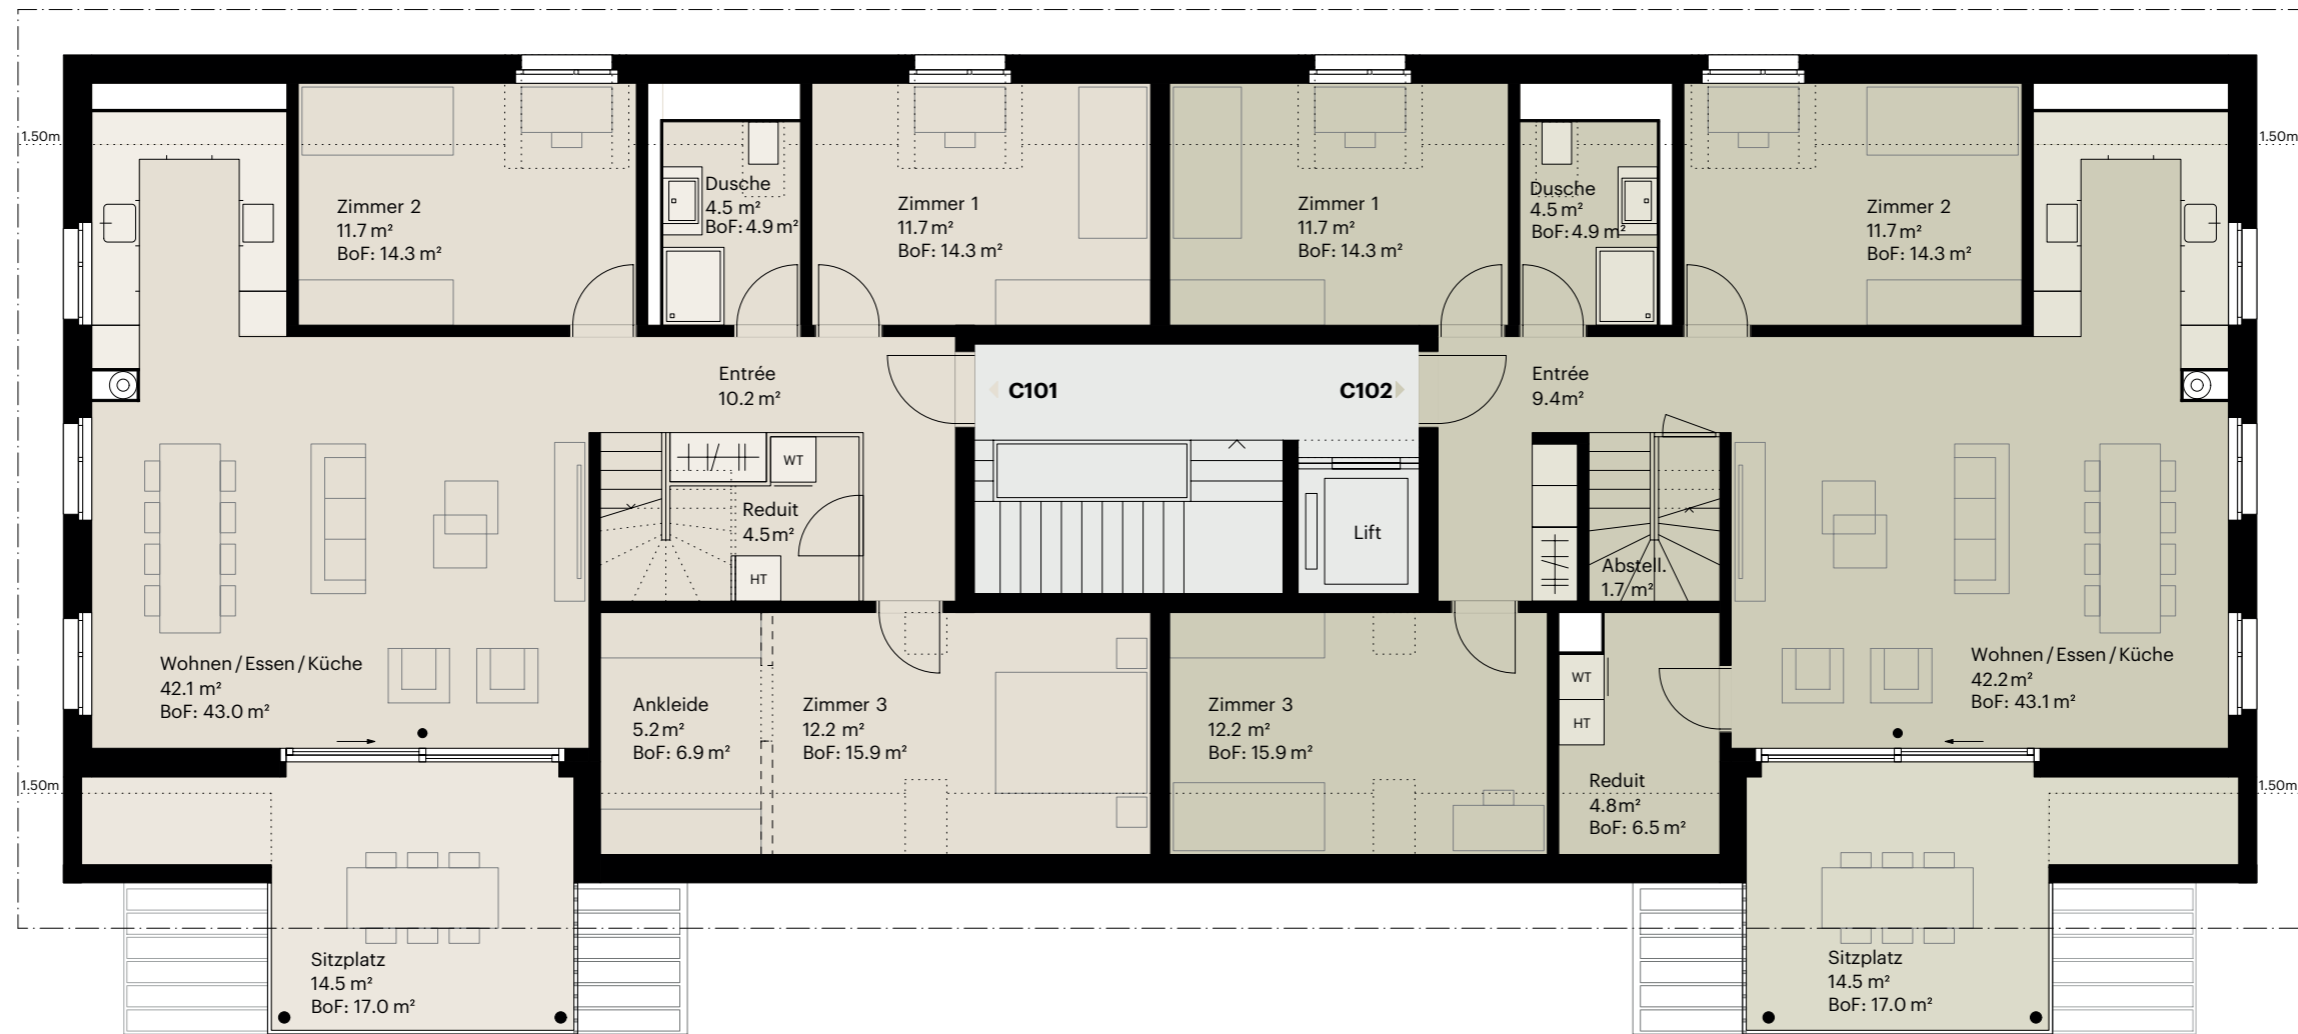 1.50m
1.50m
Zimmer 2
11.7 m²
BoF: 14.3 m²
Dusche
4.5 m²
BoF: 4.9 m²
Zimmer 1
11.7 m²
BoF: 14.3 m²
Zimmer 1
11.7 m²
BoF: 14.3 m²
Dusche
4.5 m²
BoF: 4.9 m²
Zimmer 2
11.7 m²
BoF: 14.3 m²
Entrée
10.2 m²
C101
C102
Entrée
9.4 m²
WT
Reduit
4.5 m²
HT
Lift
Abstell.
1.7 m²
Wohnen / Essen / Küche
42.1 m²
BoF: 43.0 m²
Ankleide
5.2 m²
BoF: 6.9 m²
Zimmer 3
12.2 m²
BoF: 15.9 m²
Zimmer 3
12.2 m²
BoF: 15.9 m²
WT
HT
Reduit
4.8 m²
BoF: 6.5 m²
Wohnen / Essen / Küche
42.2 m²
BoF: 43.1 m²
1.50m
1.50m
Sitzplatz
14.5 m²
BoF: 17.0 m²
Sitzplatz
14.5 m²
BoF: 17.0 m²